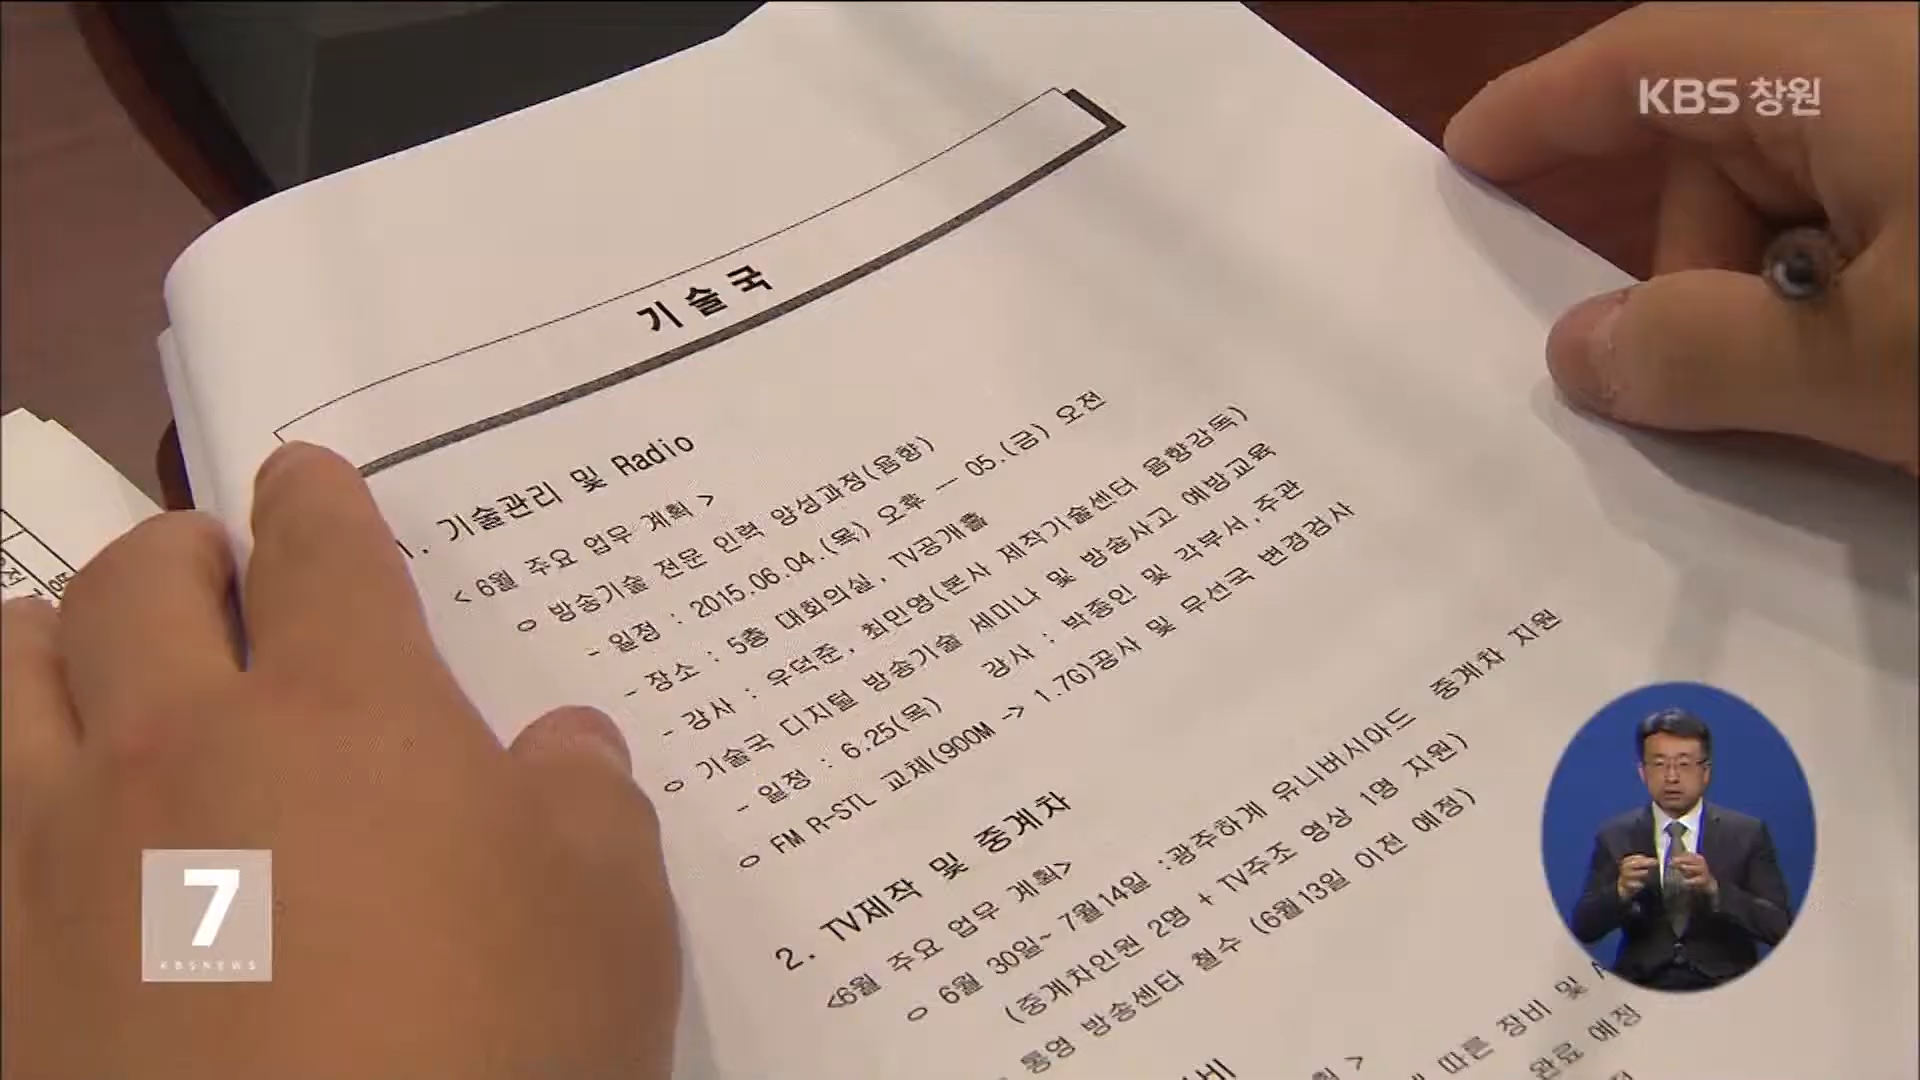 KBS 창원
기술국
1. 기술관리 및 Radio
< 6월 주요 업무 계획 >
○ 방송기술 전문 인력 양성과정(음향)
- 일정 : 2015.06.04.(목) 오후 — 05.(금) 오전
- 장소 : 5층 대회의실, TV공개홀
- 강사 : 우덕준, 최민영(본사 제작기술센터 음향감독)
○ 기술국 디지털 방송기술 세미나 및 방송사고 예방교육
- 일정 : 6.25(목) 강사 : 박종인 및 각부서,주관
○ FM R-STL 교체(900M -> 1.7G)공사 및 무선국 변경검사
2. TV제작 및 중계차
<6월 주요 업무 계획>
○ 6월 30일~ 7월14일 :광주하계 유니버시아드 중계차 지원
(중계차인원 2명 + TV주조 영상 1명 지원)
통영 방송센타 철수 (6월13일 이전 예정)
비
획 >
따른 장비 및
완료 예정
7
KBS NEWS